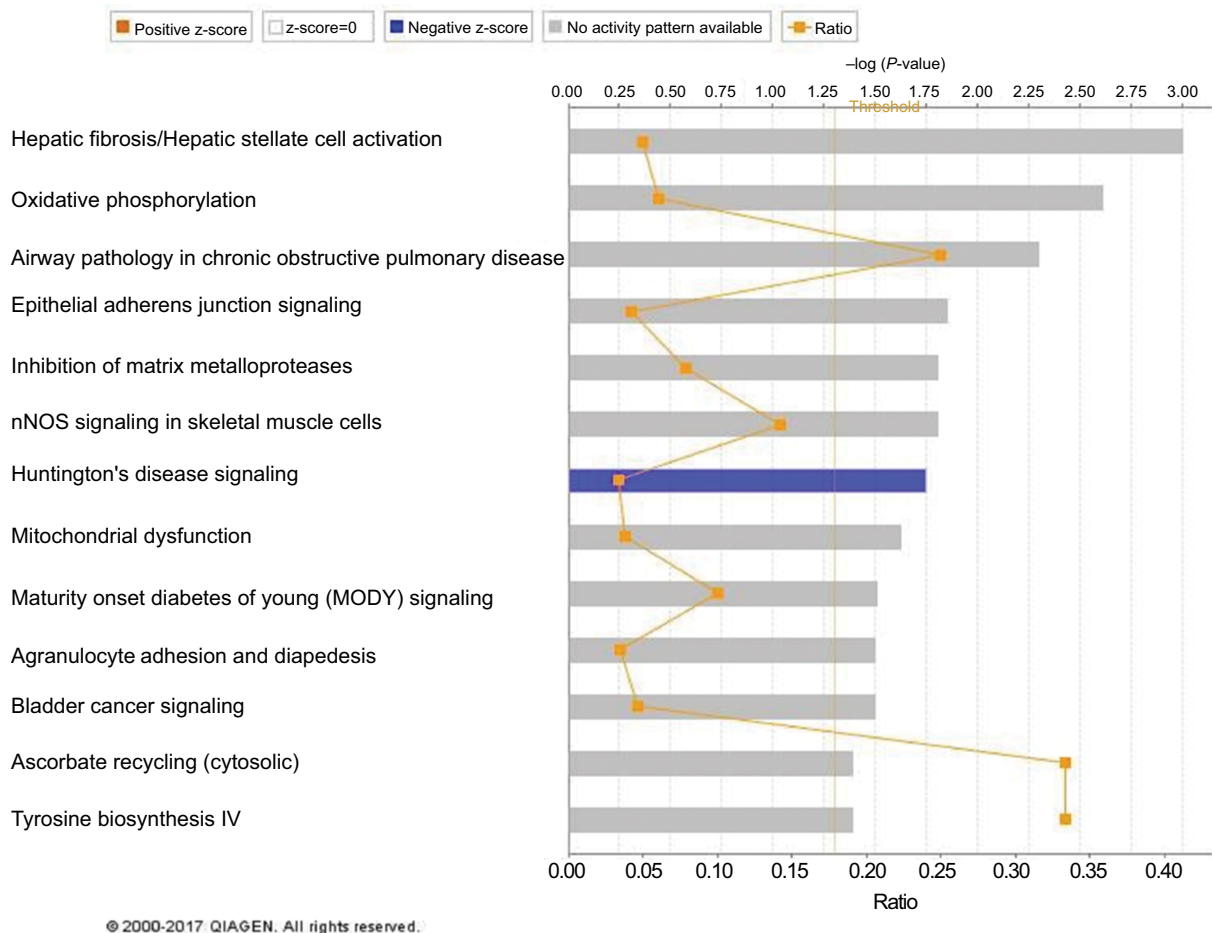 Positive z-score z-score=0 Negative z-score No activity pattern available Ratio
–log (P-value)
0.00 0.25 0.50 0.75 1.00 1.25 1.50 1.75 2.00 2.25 2.50 2.75 3.00
Threshold
Hepatic fibrosis/Hepatic stellate cell activation
Oxidative phosphorylation
Airway pathology in chronic obstructive pulmonary disease
Epithelial adherens junction signaling
Inhibition of matrix metalloproteases
nNOS signaling in skeletal muscle cells
Huntington's disease signaling
Mitochondrial dysfunction
Maturity onset diabetes of young (MODY) signaling
Agranulocyte adhesion and diapedesis
Bladder cancer signaling
Ascorbate recycling (cytosolic)
Tyrosine biosynthesis IV
0.00 0.05 0.10 0.15 0.20 0.25 0.30 0.35 0.40
Ratio
© 2000-2017 QIAGEN. All rights reserved.